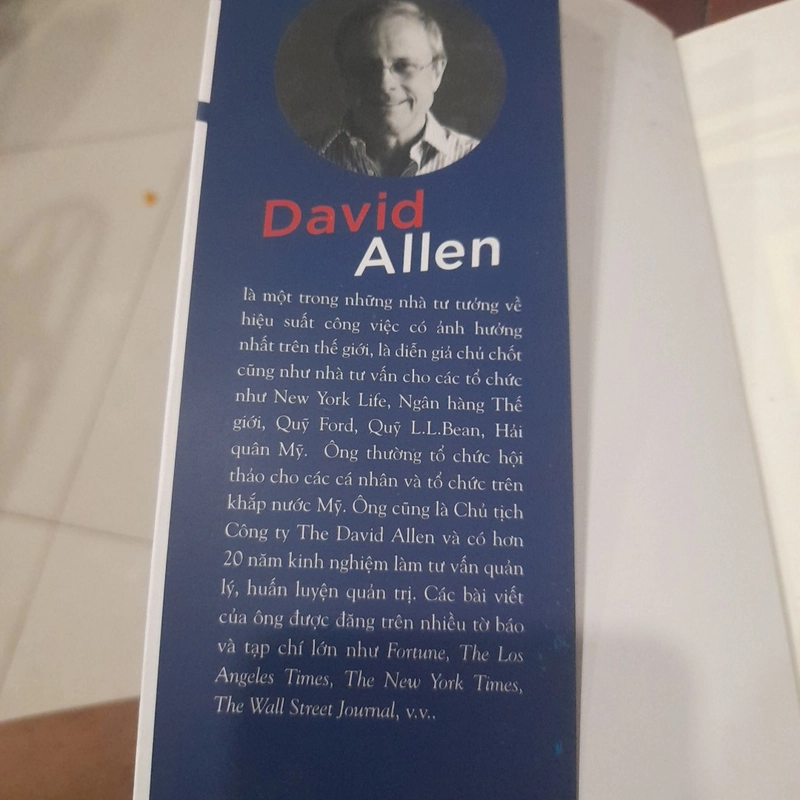 David
Allen
là một trong những nhà tư tưởng về
hiệu suất công việc có ảnh hưởng
nhất trên thế giới, là diễn giả chủ chốt
cũng như nhà tư vấn cho các tổ chức
như New York Life, Ngân hàng Thế
giới, Quỹ Ford, Quỹ L.L.Bean, Hải
quân Mỹ. Ông thường tổ chức hội
thảo cho các cá nhân và tổ chức trên
khắp nước Mỹ. Ông cũng là Chủ tịch
Công ty The David Allen và có hơn
20 năm kinh nghiệm làm tư vấn quản
lý, huấn luyện quản trị. Các bài viết
của ông được đăng trên nhiều tờ báo
và tạp chí lớn như Fortune, The Los
Angeles Times, The New York Times,
The Wall Street Journal, v.v..